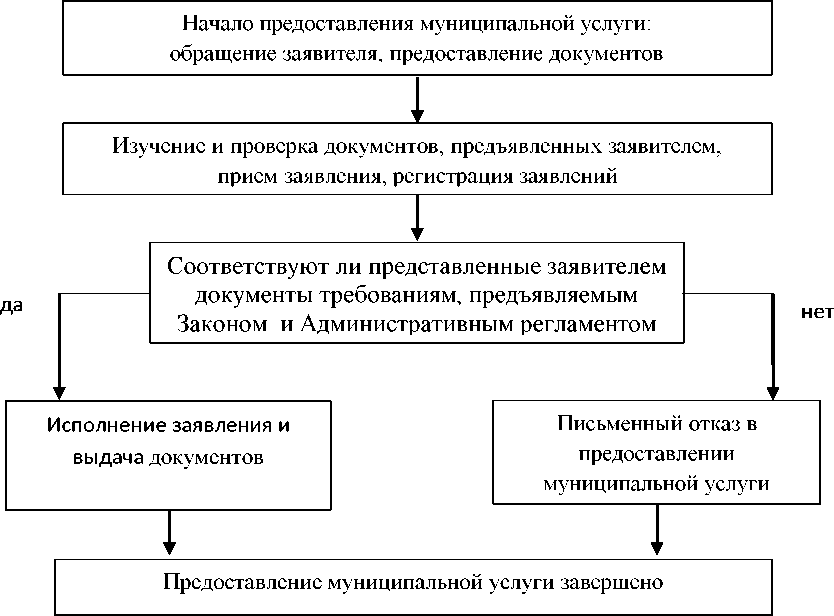 Начало предоставления муниципальной услуги:
обращение заявителя, предоставление документов
Изучение и проверка документов, предъявленных заявителем,
прием заявления, регистрация заявлений
Соответствуют ли представленные заявителем
документы требованиям, предъявляемым
Законом и Административным регламентом
да
нет
Исполнение заявления и
выдача документов
Письменный отказ в
предоставлении
муниципальной услуги
Предоставление муниципальной услуги завершено